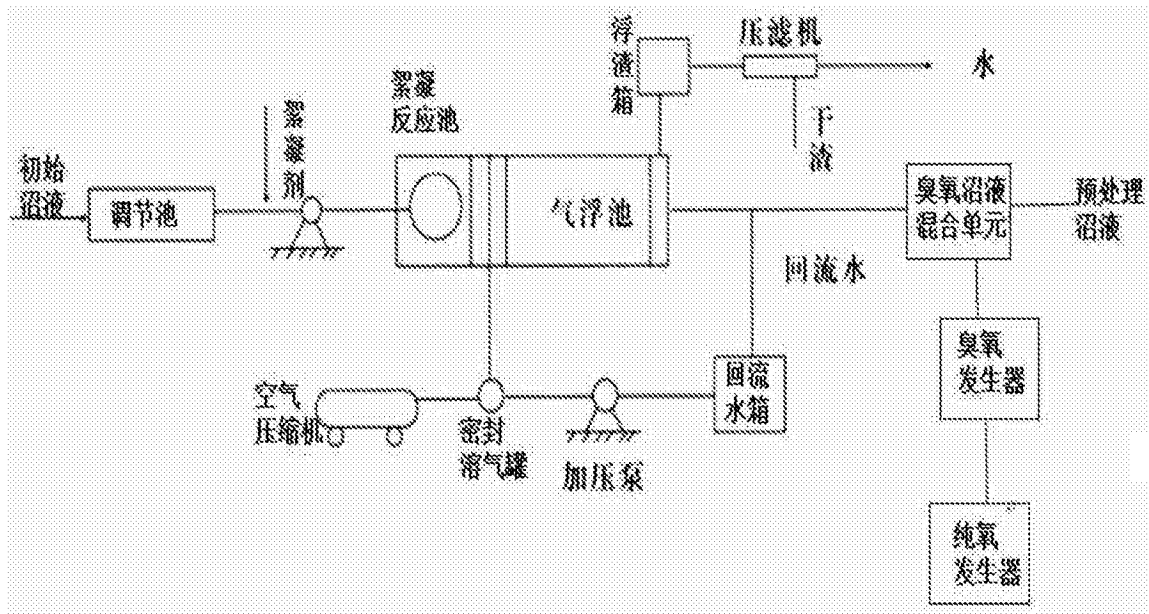 浮
渣
箱
压滤机
水
干
渣
絮凝
反应池
絮
凝
剂
初始
沼液
调节池
气浮池
臭氧沼液
混合单元
预处理
沼液
回流水
臭氧
发生器
回流
水箱
空气
压缩机
密封
溶气罐
加压泵
纯氧
发生器